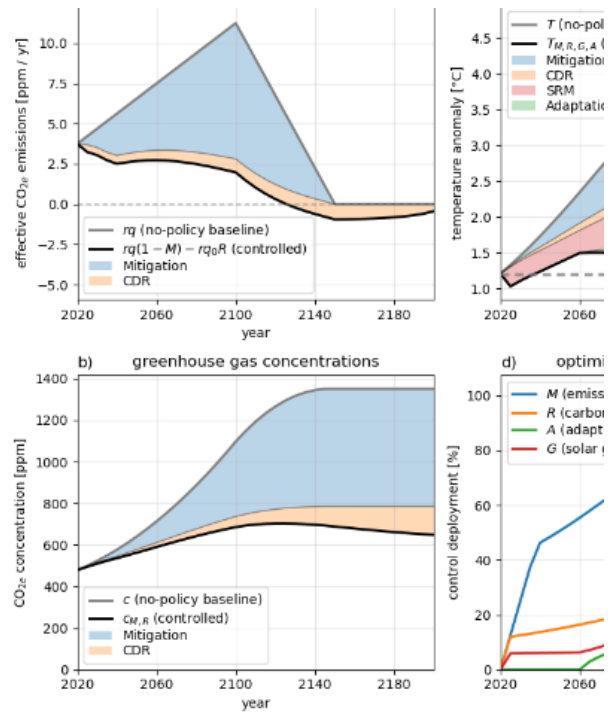 10.0
7.5
5.0
2.5
0.0
−2.5
−5.0
effective CO2e emissions [ppm / yr]
rq (no-policy baseline)
rq(1 − M) − rq0R (controlled)
Mitigation
CDR
2020 2060 2100 2140 2180
year
4.5
4.0
3.5
3.0
2.5
2.0
1.5
1.0
temperature anomaly [°C]
T (no-pol
TM,R,G,A (
Mitigation
CDR
SRM
Adaptatio
2020 2060
b) greenhouse gas concentrations
1400
1200
1000
800
600
400
200
0
CO2e concentration [ppm]
c (no-policy baseline)
cM,R (controlled)
Mitigation
CDR
2020 2060 2100 2140 2180
year
d) optimi
100
80
60
40
20
0
control deployment [%]
M (emiss
R (carbon
A (adapt
G (solar g
2020 2060